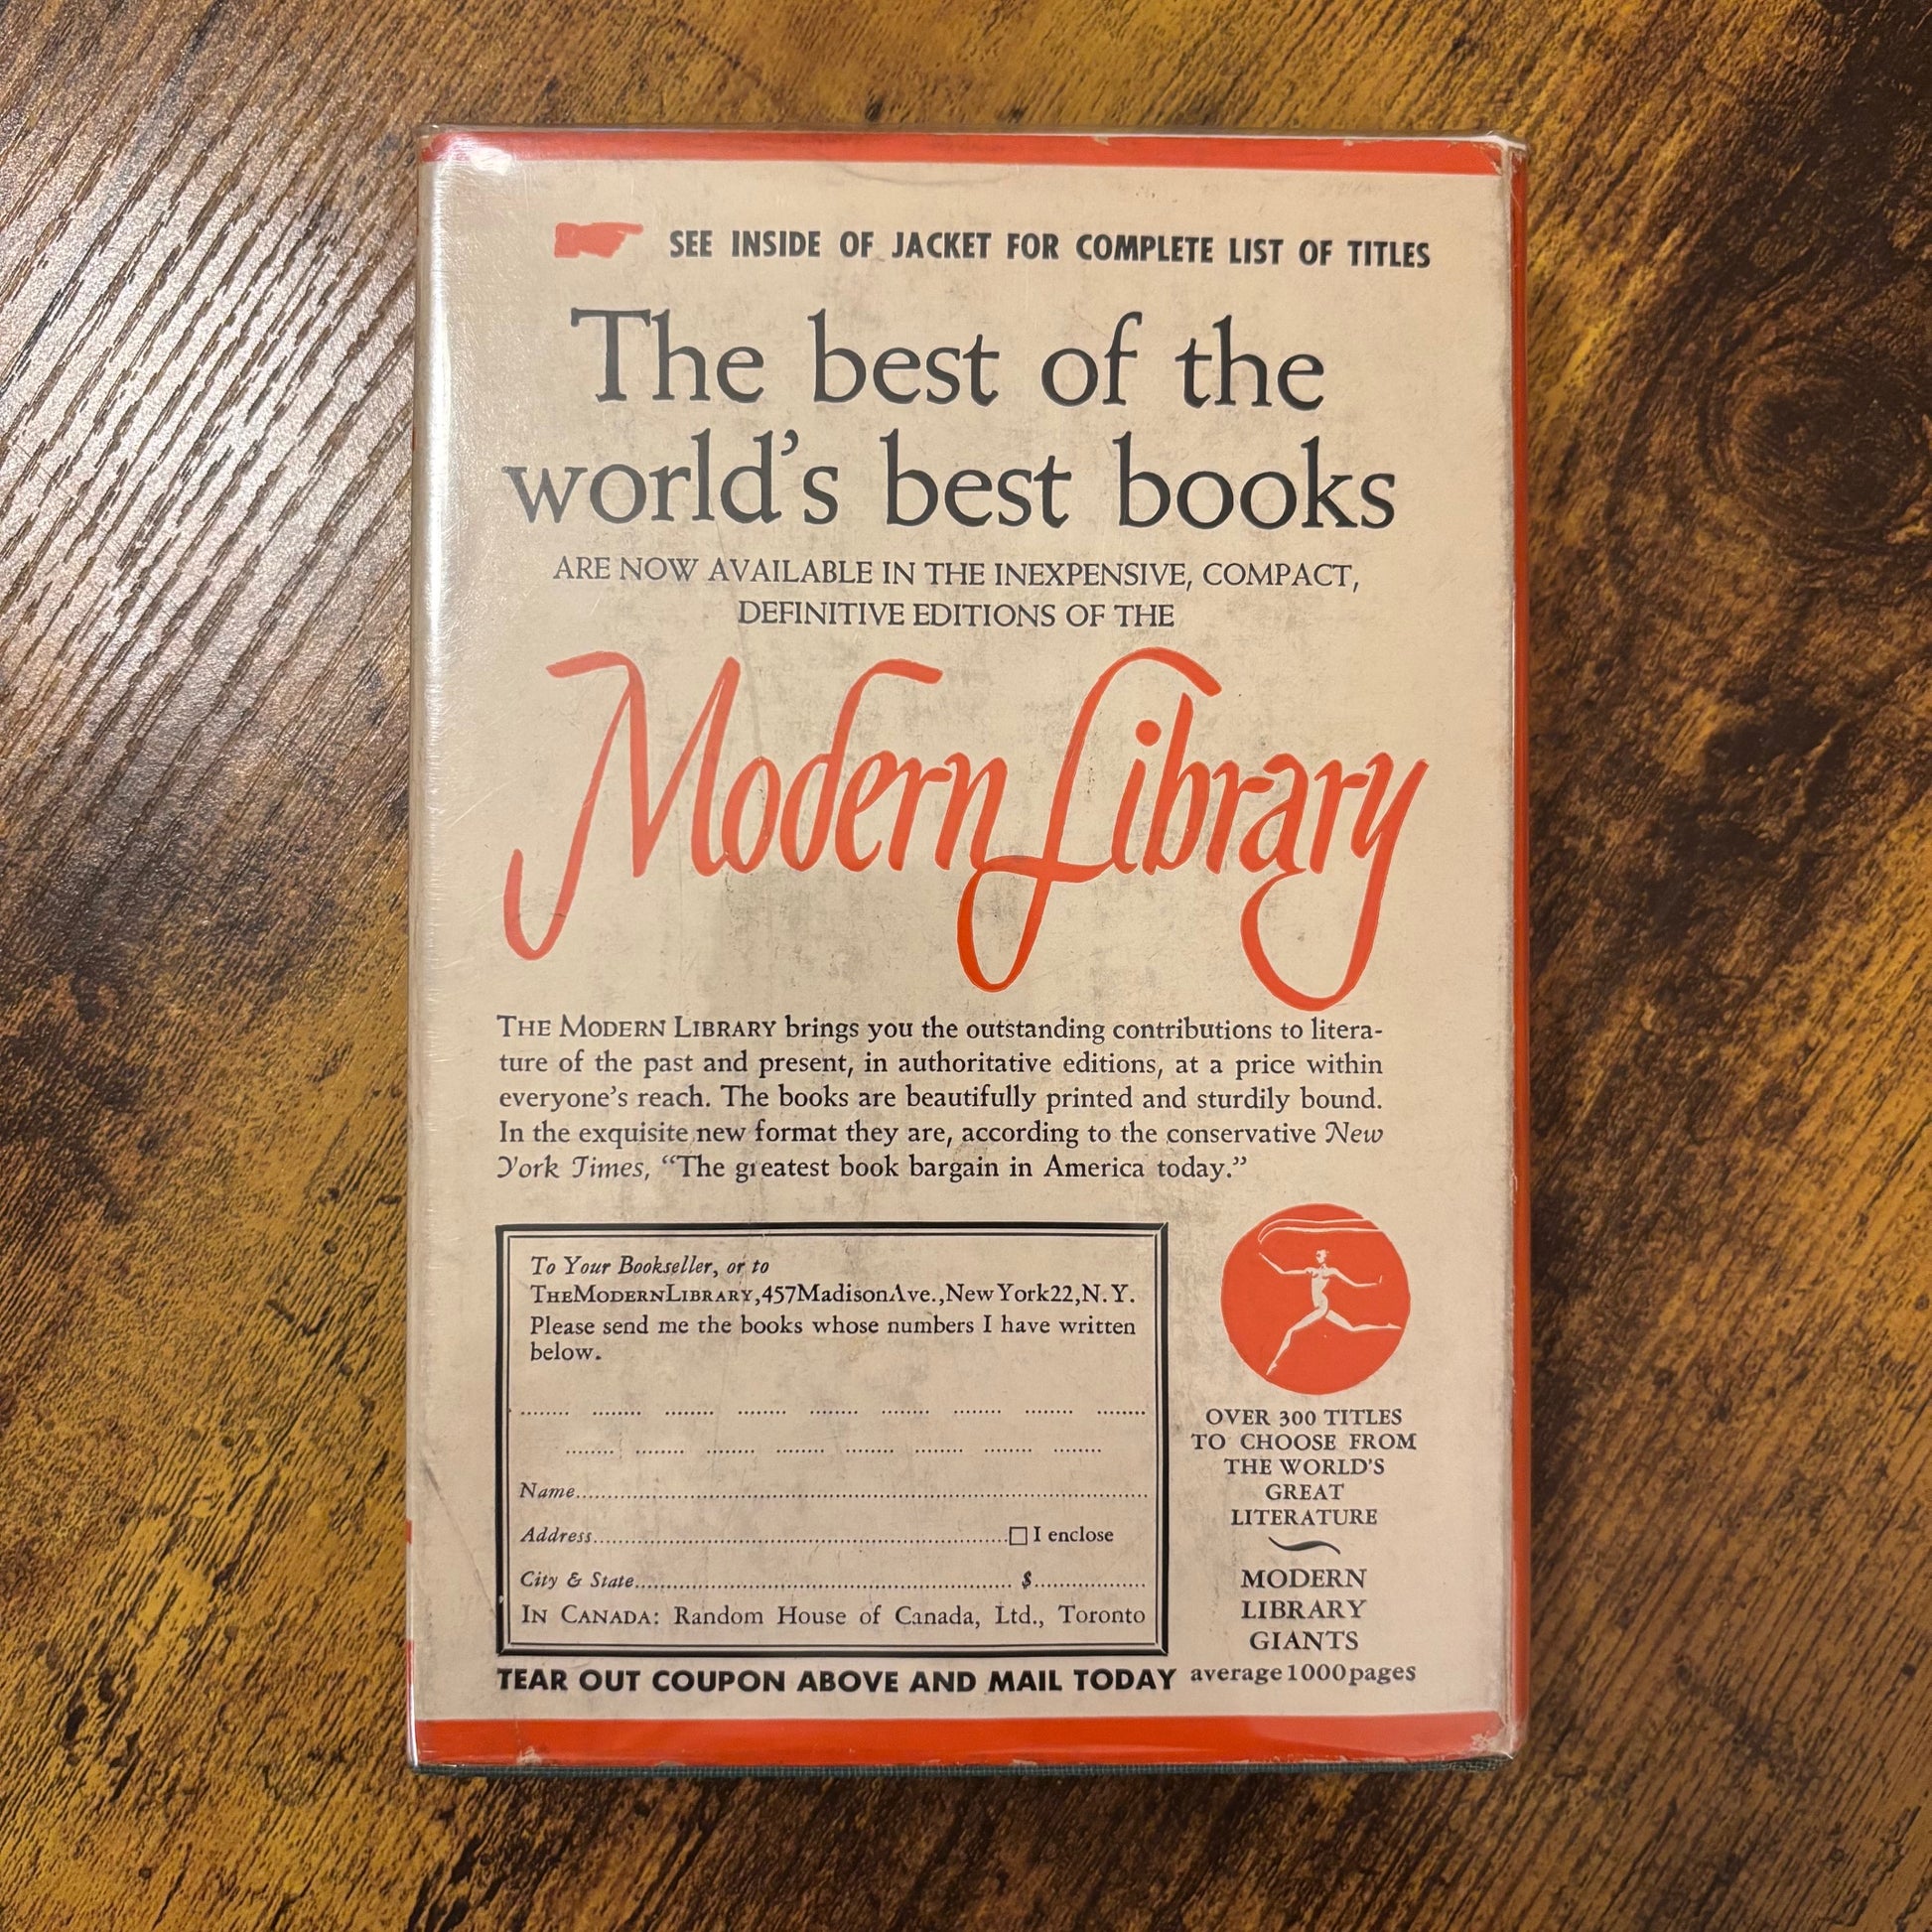 SEE INSIDE OF JACKET FOR COMPLETE LIST OF TITLES
The best of the
world's best books
ARE NOW AVAILABLE IN THE INEXPENSIVE, COMPACT,
DEFINITIVE EDITIONS OF THE
Modern Library
THE MODERN LIBRARY brings you the outstanding contributions to litera-
ture of the past and present, in authoritative editions, at a price within
everyone's reach. The books are beautifully printed and sturdily bound.
In the exquisite new format they are, according to the conservative New
York Times, “The greatest book bargain in America today.”
To Your Bookseller, or to
THE MODERN LIBRARY, 457 Madison Ave., New York 22, N. Y.
Please send me the books whose numbers I have written
below.
Name
Address ☐ I enclose
City & State $
IN CANADA: Random House of Canada, Ltd., Toronto
TEAR OUT COUPON ABOVE AND MAIL TODAY
OVER 300 TITLES
TO CHOOSE FROM
THE WORLD'S
GREAT
LITERATURE
MODERN
LIBRARY
GIANTS
average 1000 pages